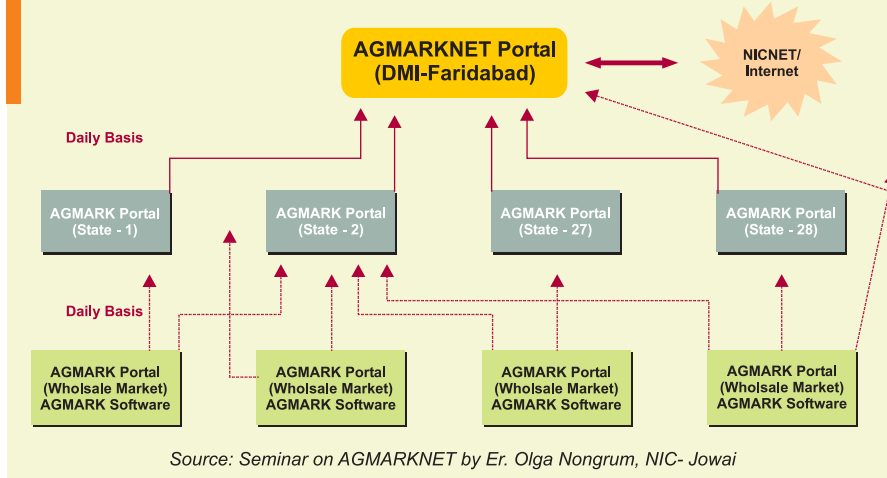 AGMARKNET Portal
(DMI-Faridabad)
NICNET/
Internet
Daily Basis
AGMARK Portal
(State - 1)
AGMARK Portal
(State - 2)
AGMARK Portal
(State - 27)
AGMARK Portal
(State - 28)
Daily Basis
AGMARK Portal
(Wholsale Market)
AGMARK Software
AGMARK Portal
(Wholsale Market)
AGMARK Software
AGMARK Portal
(Wholsale Market)
AGMARK Software
AGMARK Portal
(Wholsale Market)
AGMARK Software
Source: Seminar on AGMARKNET by Er. Olga Nongrum, NIC- Jowai